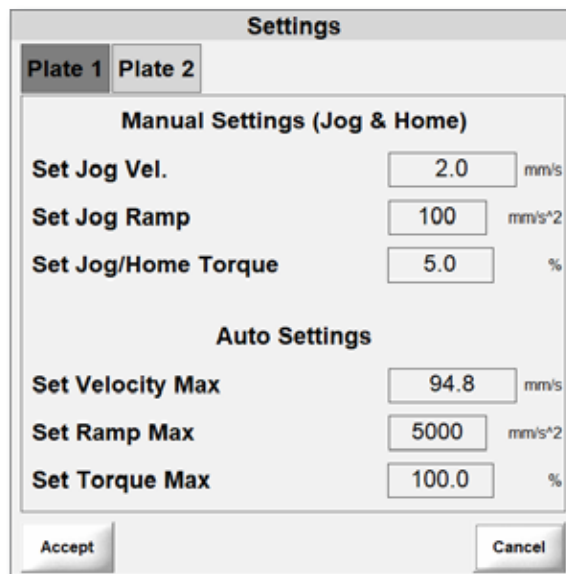 Settings
Plate 1 Plate 2
Manual Settings (Jog & Home)
Set Jog Vel. 2.0 mm/s
Set Jog Ramp 100 mm/s^2
Set Jog/Home Torque 5.0 %
Auto Settings
Set Velocity Max 94.8 mm/s
Set Ramp Max 5000 mm/s^2
Set Torque Max 100.0 %
Accept Cancel